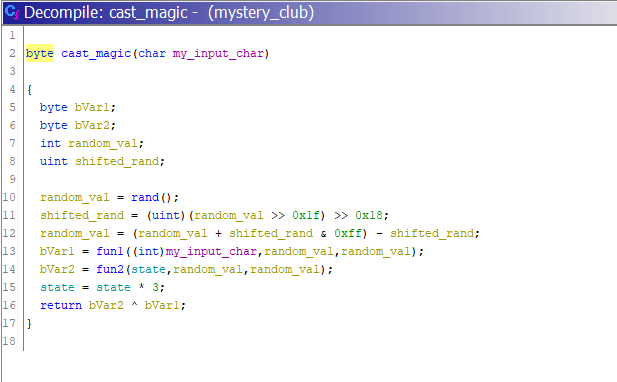 Decompile: cast_magic - (mystery_club)
1
2 byte cast_magic(char my_input_char)
3
4 {
5 byte bVar1;
6 byte bVar2;
7 int random_val;
8 uint shifted_rand;
9
10 random_val = rand();
11 shifted_rand = (uint)(random_val >> 0x1f) >> 0x18;
12 random_val = (random_val + shifted_rand & 0xff) - shifted_rand;
13 bVar1 = fun1((int)my_input_char,random_val,random_val);
14 bVar2 = fun2(state,random_val,random_val);
15 state = state * 3;
16 return bVar2 ^ bVar1;
17 }
18